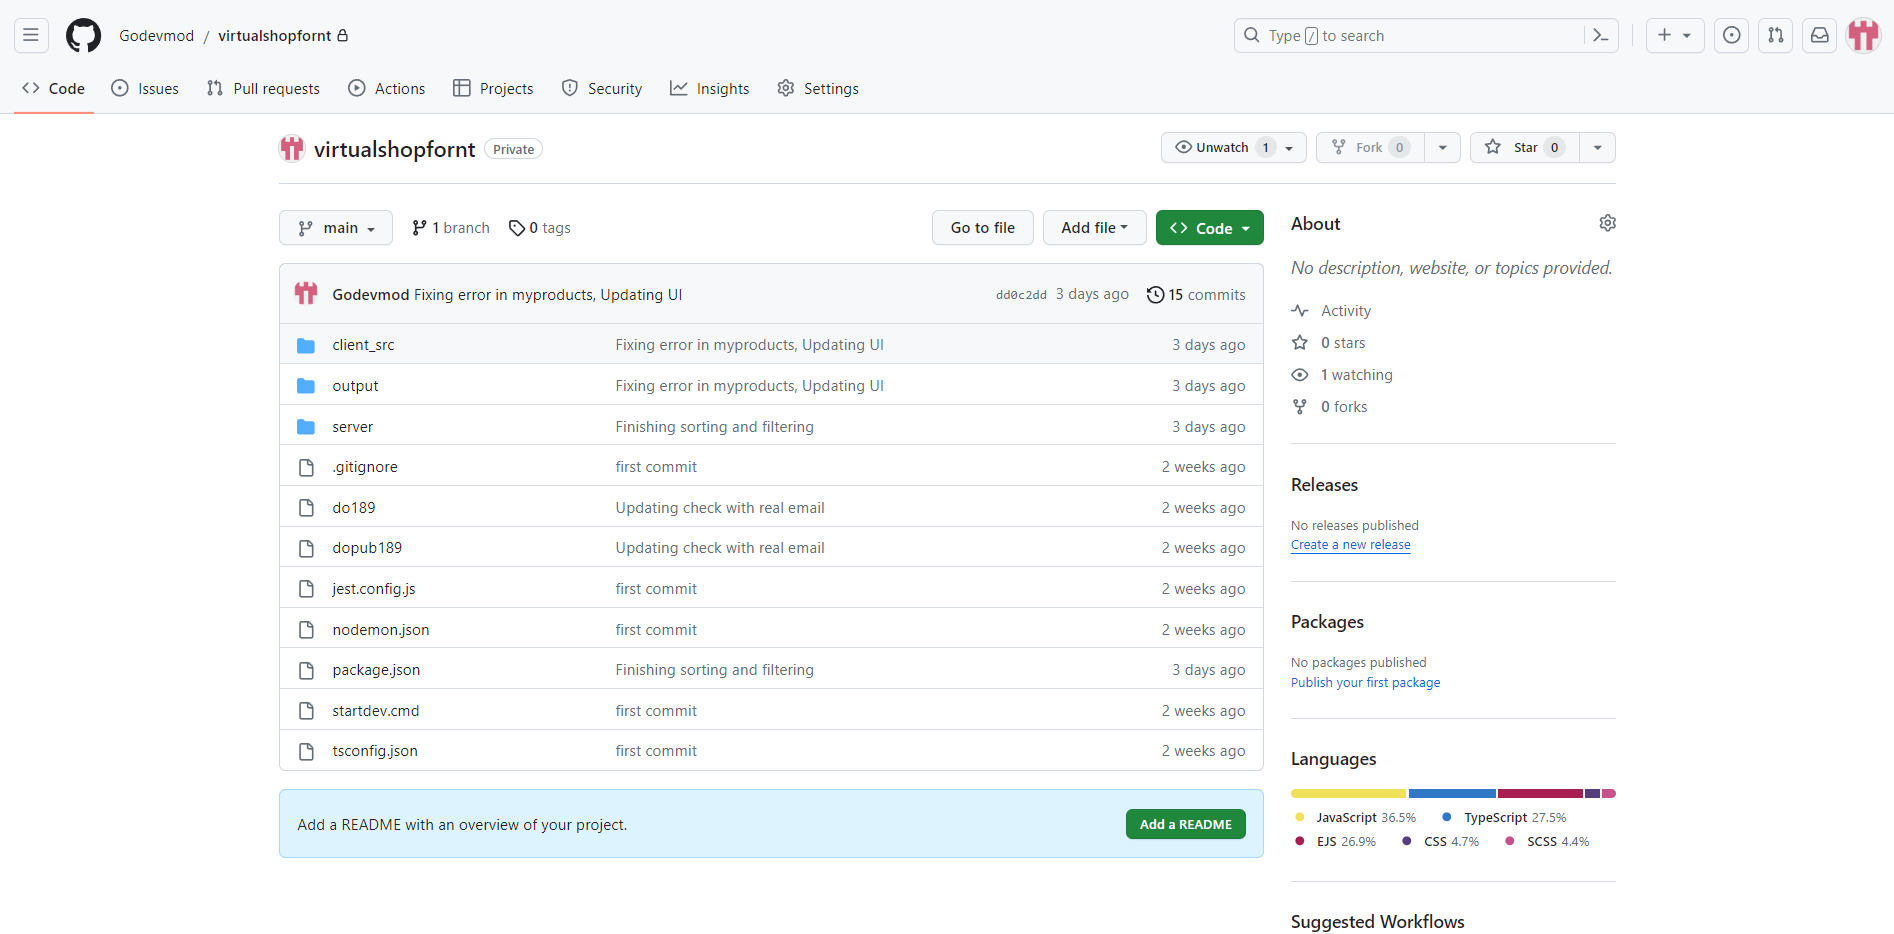 Godevmod / virtualshopfornt
Type / to search
Code Issues Pull requests Actions Projects Security Insights Settings
virtualshopfornt Private
Unwatch 1 Fork 0 Star 0
main 1 branch 0 tags Go to file Add file Code
Godevmod Fixing error in myproducts, Updating UI dd0c2dd 3 days ago 15 commits
client_src Fixing error in myproducts, Updating UI 3 days ago
output Fixing error in myproducts, Updating UI 3 days ago
server Finishing sorting and filtering 3 days ago
.gitignore first commit 2 weeks ago
do189 Updating check with real email 2 weeks ago
dopub189 Updating check with real email 2 weeks ago
jest.config.js first commit 2 weeks ago
nodemon.json first commit 2 weeks ago
package.json Finishing sorting and filtering 3 days ago
startdev.cmd first commit 2 weeks ago
tsconfig.json first commit 2 weeks ago
Add a README with an overview of your project. Add a README
About
No description, website, or topics provided.
Activity
0 stars
1 watching
0 forks
Releases
No releases published
Create a new release
Packages
No packages published
Publish your first package
Languages
JavaScript 36.5% TypeScript 27.5%
EJS 26.9% CSS 4.7% SCSS 4.4%
Suggested Workflows